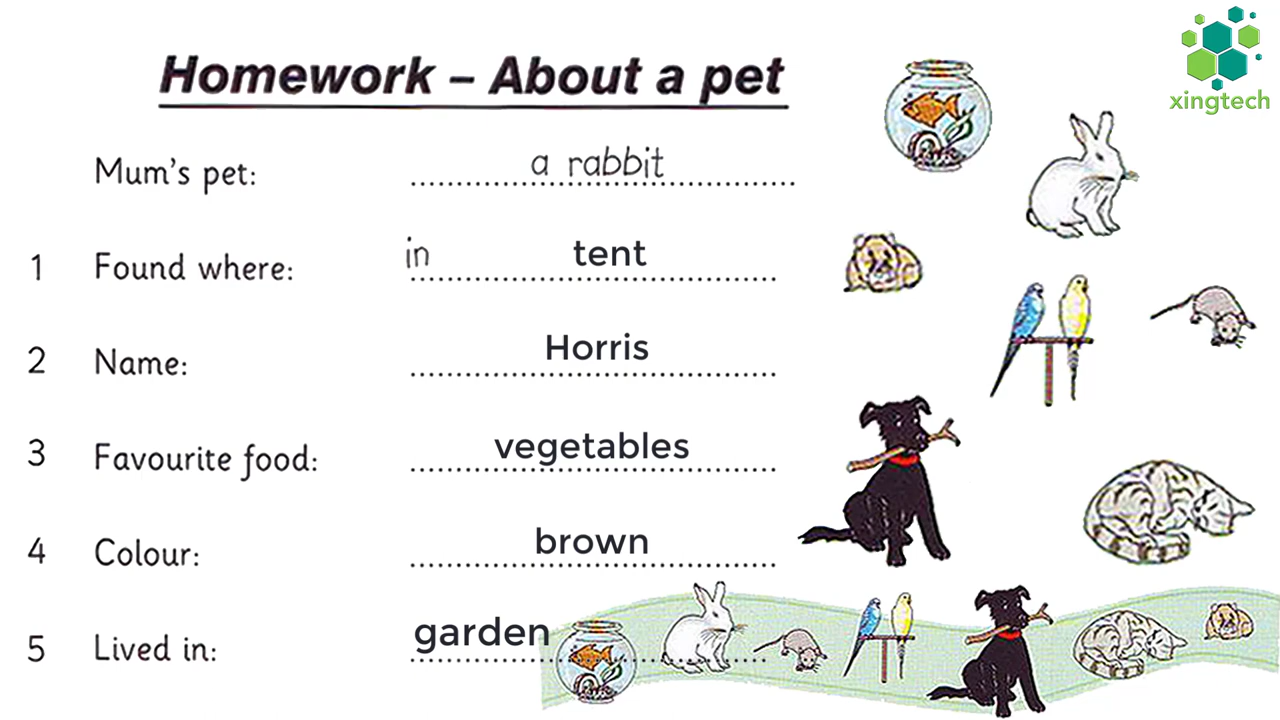 Homework – About a pet
xingtech
Mum's pet: a rabbit
1 Found where: in tent
2 Name: Horris
3 Favourite food: vegetables
4 Colour: brown
5 Lived in: garden